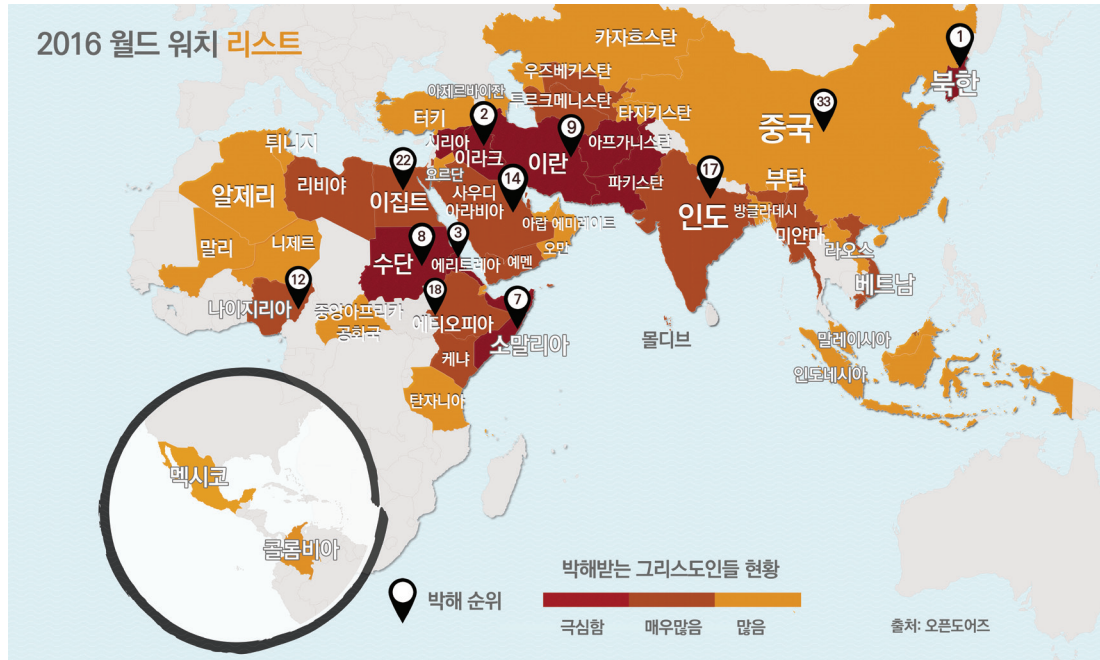 2016 월드 워치 리스트
1
북한
카자흐스탄
우즈베키스탄
아제르바이잔
투르크메니스탄
타지키스탄
터키
2
9
33
중국
튀니지
시리아
이라크
이란
아프가니스탄
22
요르단
14
17
파키스탄
부탄
알제리
리비아
이집트
사우디
아라비아
인도
방글라데시
아랍 에미레이트
미얀마
말리
니제르
8
3
오만
라오스
수단
에리트레아
예멘
12
18
7
베트남
나이지리아
중앙아프리카
공화국
에티오피아
소말리아
몰디브
말레이시아
케냐
인도네시아
탄자니아
멕시코
콜롬비아
박해 순위
박해받는 그리스도인들 현황
극심함
매우많음
많음
출처: 오픈도어즈